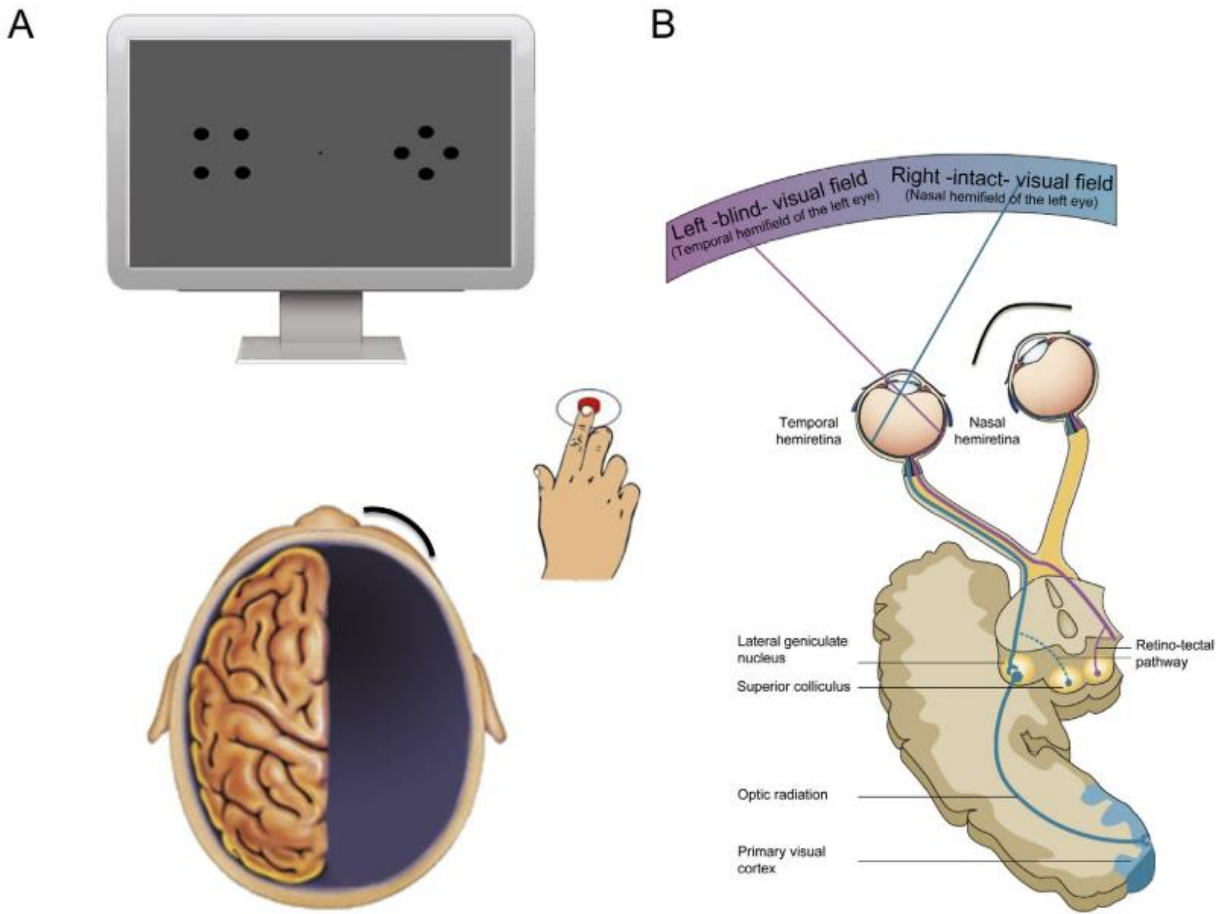 A
B
Left -blind- visual field
(Temporal hemifield of the left eye)
Right -intact- visual field
(Nasal hemifield of the left eye)
Temporal
hemiretina
Nasal
hemiretina
Lateral geniculate
nucleus
Superior colliculus
Retino-tectal
pathway
Optic radiation
Primary visual
cortex